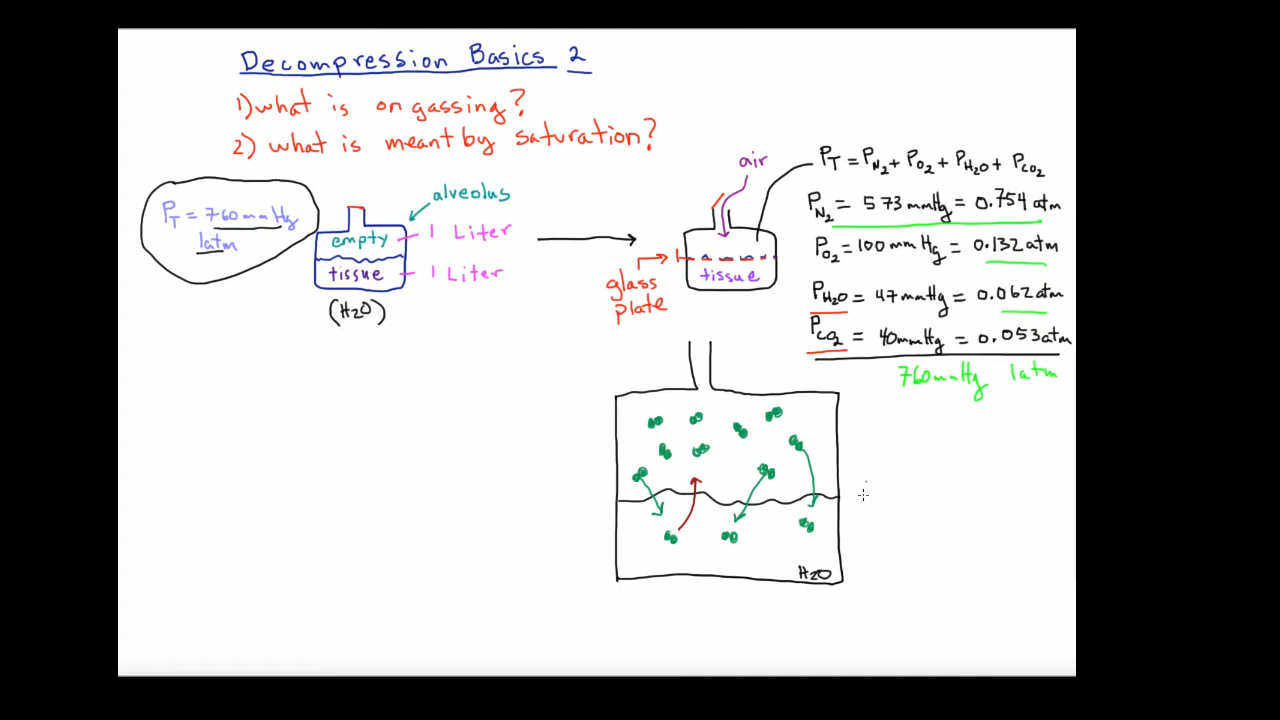 Decompression Basics 2
1) what is on gassing?
2) what is meant by saturation?
PT = 760 mmHg
1atm
alveolus
empty
1 Liter
tissue
1 Liter
(H2O)
air
glass
plate
tissue
PT = PN2 + PO2 + PH2O + PCO2
PN2 = 573 mmHg = 0.754 atm
PO2 = 100 mmHg = 0.132 atm
PH2O = 47 mmHg = 0.062 atm
PCO2 = 40 mmHg = 0.053 atm
760 mmHg 1atm
H2O